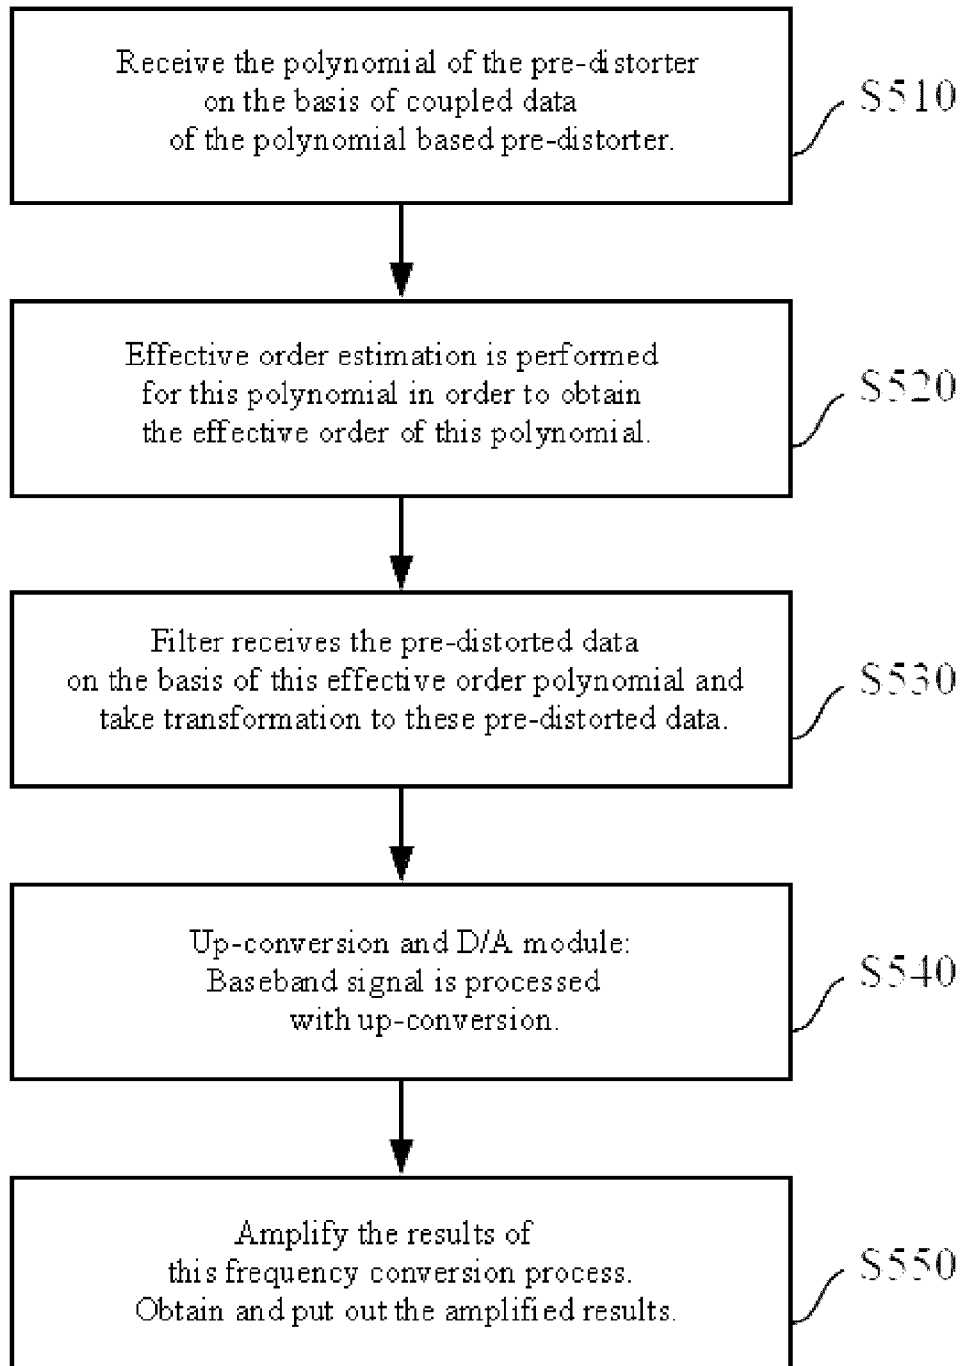 Receive the polynomial of the pre-distorter
on the basis of coupled data
of the polynomial based pre-distorter.
S510
Effective order estimation is performed
for this polynomial in order to obtain
the effective order of this polynomial.
S520
Filter receives the pre-distorted data
on the basis of this effective order polynomial and
take transformation to these pre-distorted data.
S530
Up-conversion and D/A module:
Baseband signal is processed
with up-conversion.
S540
Amplify the results of
this frequency conversion process.
Obtain and put out the amplified results.
S550